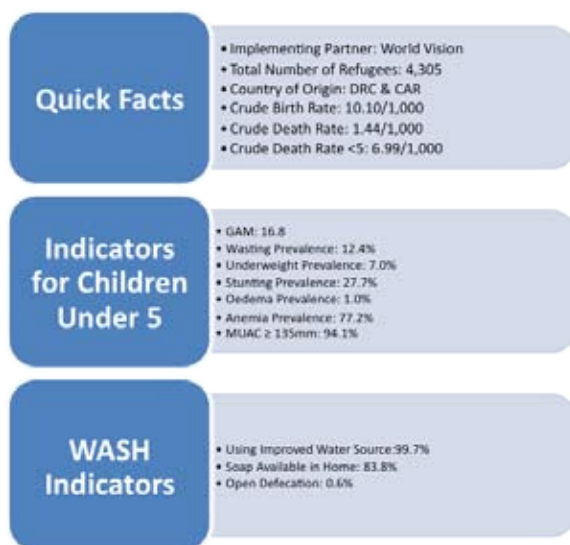 Quick Facts
• Implementing Partner: World Vision
• Total Number of Refugees: 4,305
• Country of Origin: DRC & CAR
• Crude Birth Rate: 10.10/1,000
• Crude Death Rate: 1.44/1,000
• Crude Death Rate <5: 6.99/1,000
Indicators
for Children
Under 5
• GAM: 16.8
• Wasting Prevalence: 12.4%
• Underweight Prevalence: 7.0%
• Stunting Prevalence: 27.7%
• Oedema Prevalence: 1.0%
• Anemia Prevalence: 77.2%
• MUAC ≥ 135mm: 94.1%
WASH
Indicators
• Using Improved Water Source:99.7%
• Soap Available in Home: 83.8%
• Open Defecation: 0.6%